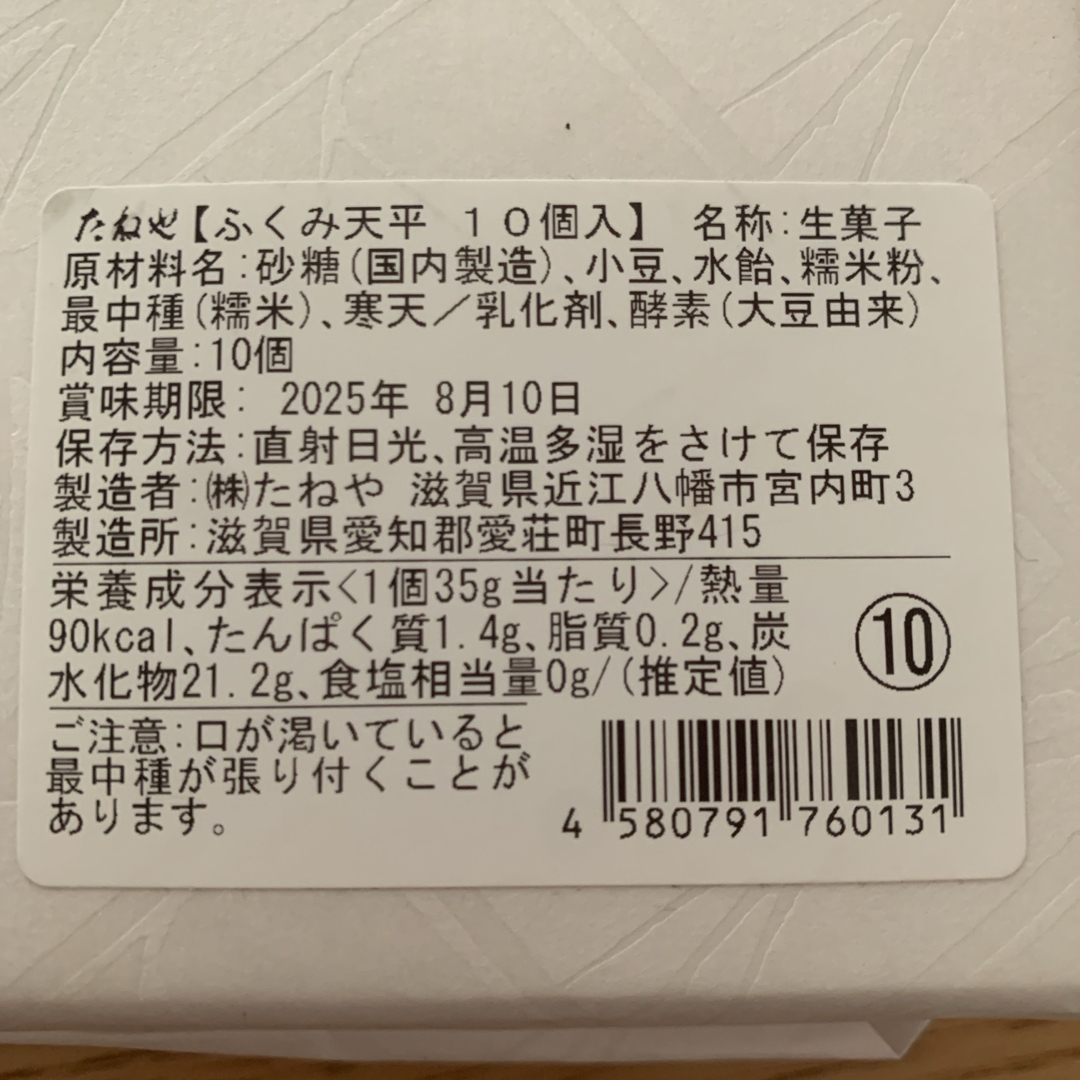 たねや【ふくみ天平 10個入】 名称:生菓子
原材料名:砂糖(国内製造)、小豆、水飴、糯米粉、
最中種(糯米)、寒天/乳化剤、酵素(大豆由来)
内容量:10個
賞味期限: 2025年 8月10日
保存方法:直射日光、高温多湿をさけて保存
製造者:㈱たねや 滋賀県近江八幡市宮内町3
製造所:滋賀県愛知郡愛荘町長野415
栄養成分表示<1個35g当たり>/熱量
90kcal、たんぱく質1.4g、脂質0.2g、炭
水化物21.2g、食塩相当量0g/(推定値)
⑩
ご注意:口が渇いていると
最中種が張り付くことが
あります。
4 580791 760131